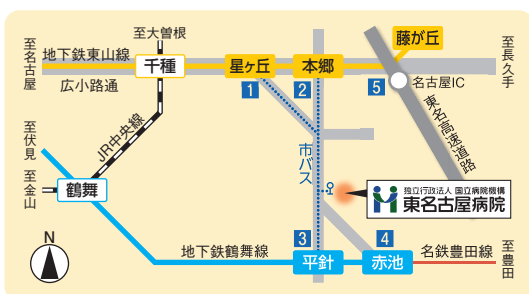 至大曽根
至名古屋
地下鉄東山線
千種
星ヶ丘
本郷
藤が丘
至長久手
広小路通
1
2
5
名古屋IC
至伏見
JR中央線
市バス
東名高速道路
至金山
鶴舞
独立行政法人 国立病院機構
東名古屋病院
N
地下鉄鶴舞線
3
平針
4
赤池
名鉄豊田線
至豊田